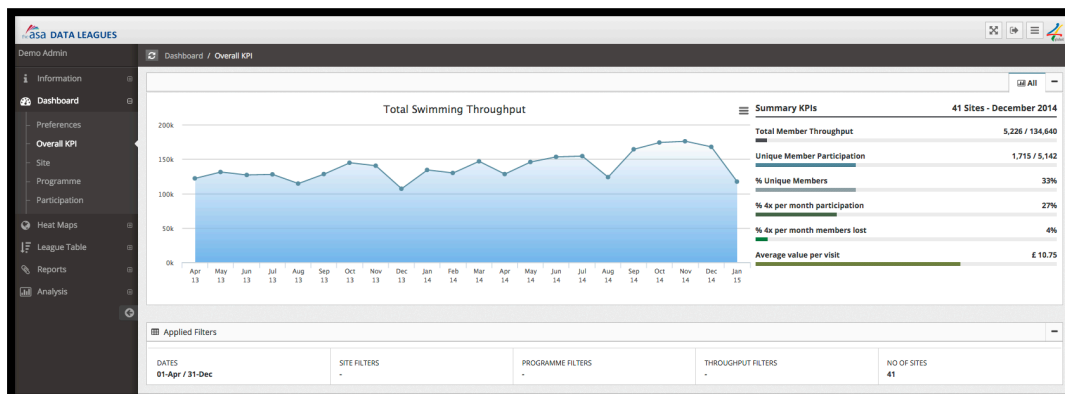 the asa DATA LEAGUES
Demo Admin
Dashboard / Overall KPI
Information
Dashboard
Preferences
Overall KPI
Site
Programme
Participation
Heat Maps
League Table
Reports
Analysis
All
Total Swimming Throughput
200k
150k
100k
50k
0k
Apr May Jun Jul Aug Sep Oct Nov Dec Jan Feb Mar Apr May Jun Jul Aug Sep Oct Nov Dec Jan
13 13 13 13 13 13 13 13 13 14 14 14 14 14 14 14 14 14 14 14 14 15
Summary KPIs 41 Sites - December 2014
Total Member Throughput 5,226 / 134,640
Unique Member Participation 1,715 / 5,142
% Unique Members 33%
% 4x per month participation 27%
% 4x per month members lost 4%
Average value per visit £ 10.75
Applied Filters
DATES SITE FILTERS PROGRAMME FILTERS THROUGHPUT FILTERS NO OF SITES
01-Apr / 31-Dec - - - 41